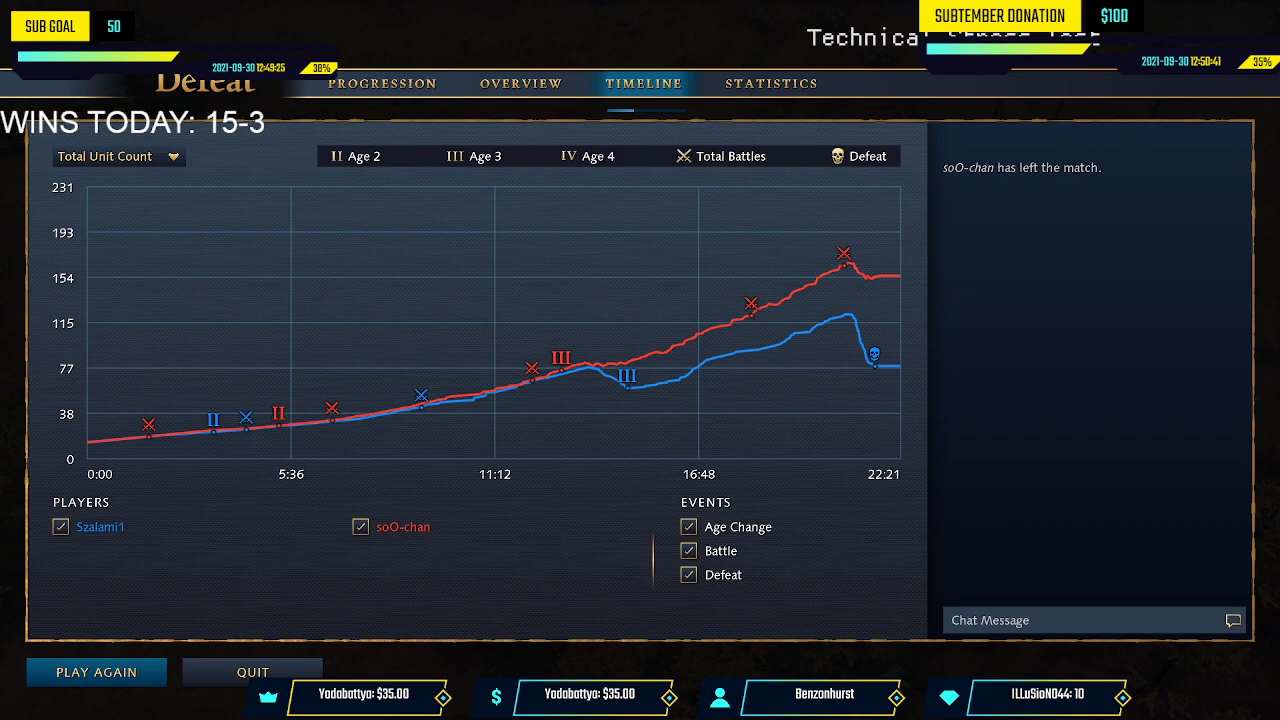 SUB GOAL 50
SUBTEMBER DONATION $100
Technical
2021-09-30 12:49:25 38%
2021-09-30 12:50:41 35%
Defeat PROGRESSION OVERVIEW TIMELINE STATISTICS
WINS TODAY: 15-3
Total Unit Count
II Age 2 III Age 3 IV Age 4 Total Battles Defeat
soO-chan has left the match.
231
193
154
115
77
38
0
II
II
III
III
0:00 5:36 11:12 16:48 22:21
PLAYERS
Szalami1 soO-chan
EVENTS
Age Change
Battle
Defeat
Chat Message
PLAY AGAIN QUIT
Yadobattya: $35.00 $ Yadobattya: $35.00 Benzonhurst ILLuSioN044: 10